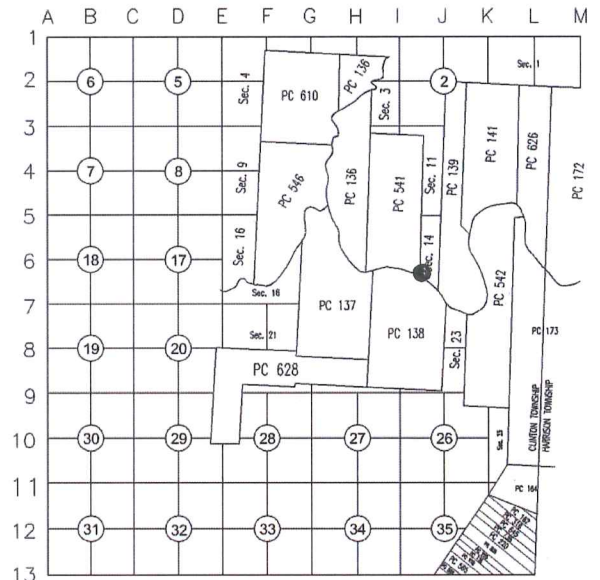 A B C D E F G H I J K L M
1
Sec. 1
2
6
5
Sec. 4
PC 610
PC 136
Sec. 3
2
3
PC 141
PC 626
4
7
8
Sec. 9
PC 546
PC 136
PC 541
Sec. 11
PC 139
PC 172
5
6
18
17
Sec. 16
Sec. 14
PC 542
7
Sec. 16
PC 137
PC 138
PC 173
Sec. 21
Sec. 23
8
19
20
PC 628
9
10
30
29
28
27
26
CLINTON TOWNSHIP
HARRISON TOWNSHIP
11
PC 164
12
31
32
33
34
35
13